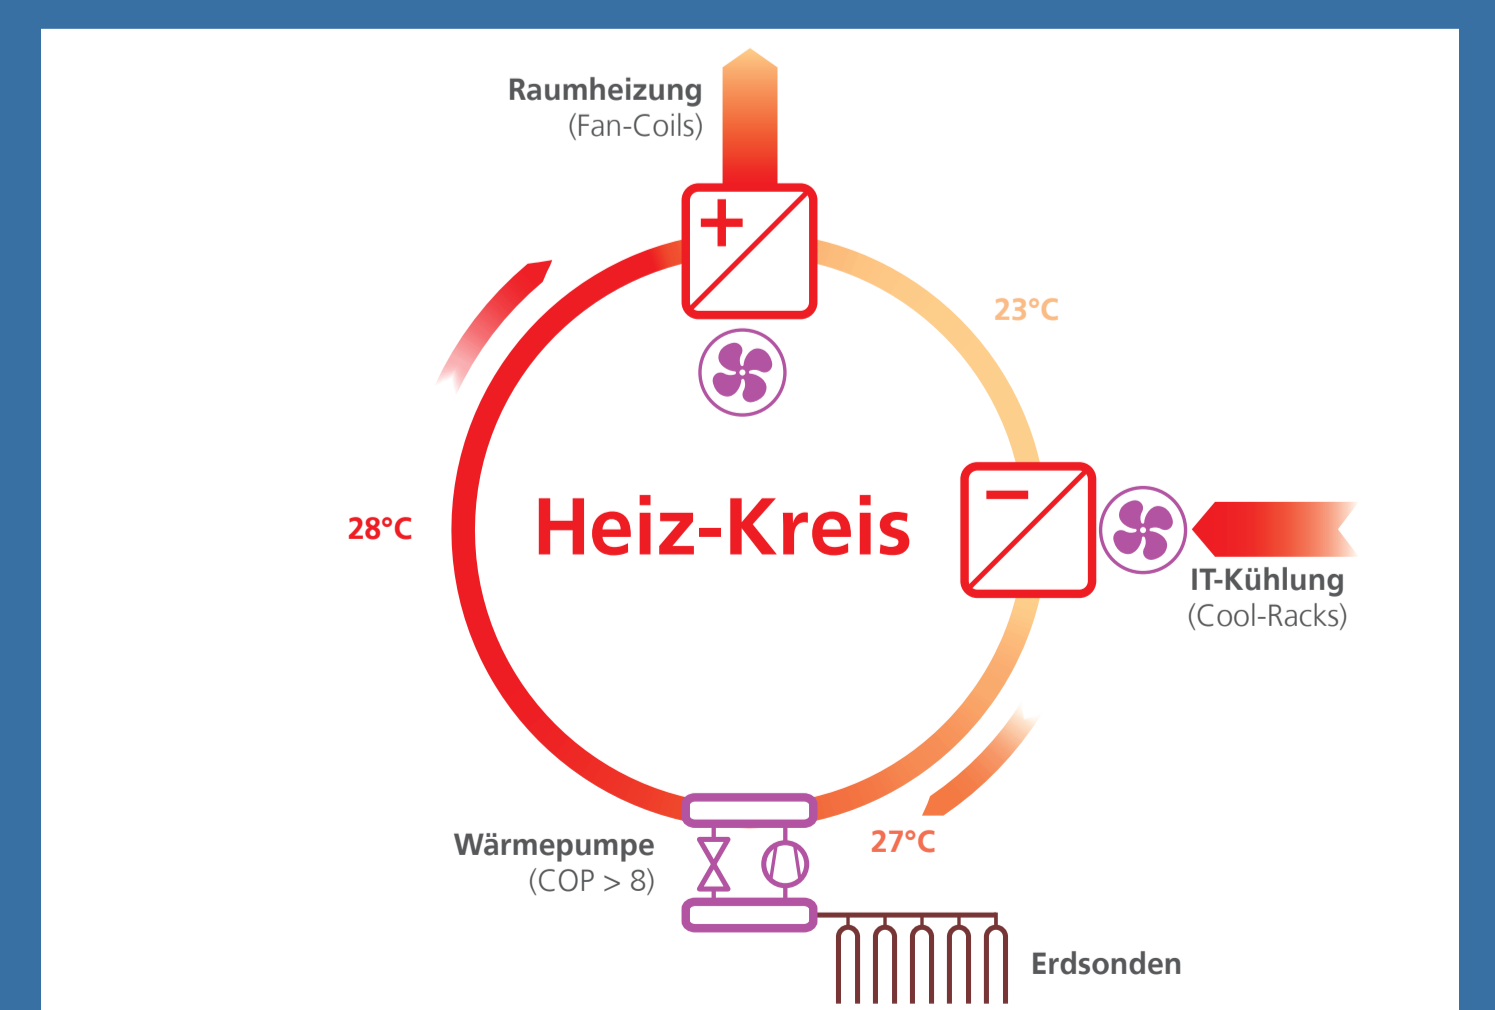 Raumheizung
(Fan-Coils)
23°C
28°C
Heiz-Kreis
IT-Kühlung
(Cool-Racks)
27°C
Wärmepumpe
(COP > 8)
Erdsonden